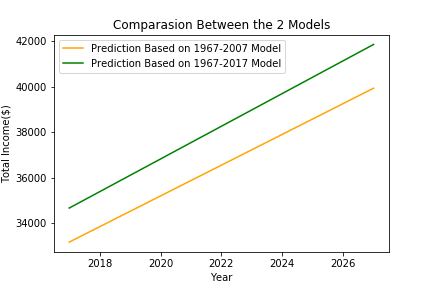 Comparasion Between the 2 Models
Prediction Based on 1967-2007 Model
Prediction Based on 1967-2017 Model
Total Income($)
42000
40000
38000
36000
34000
2018 2020 2022 2024 2026
Year